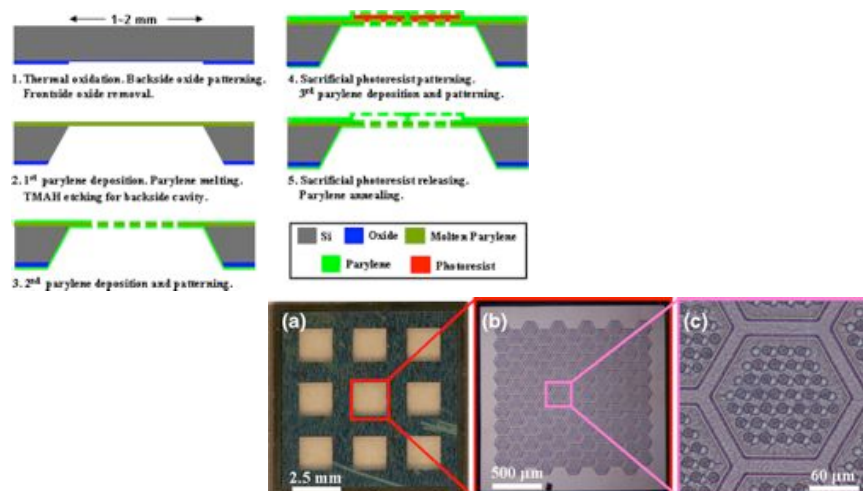 1~2 mm
1. Thermal oxidation. Backside oxide patterning.
Frontside oxide removal.
2. 1st parylene deposition. Parylene melting.
TMAH etching for backside cavity.
3. 2nd parylene deposition and patterning.
4. Sacrificial photoresist patterning.
3rd parylene deposition and patterning.
5. Sacrificial photoresist releasing.
Parylene annealing.
Si Oxide Molten Parylene
Parylene Photoresist
(a) (b) (c)
2.5 mm 500 μm 60 μm